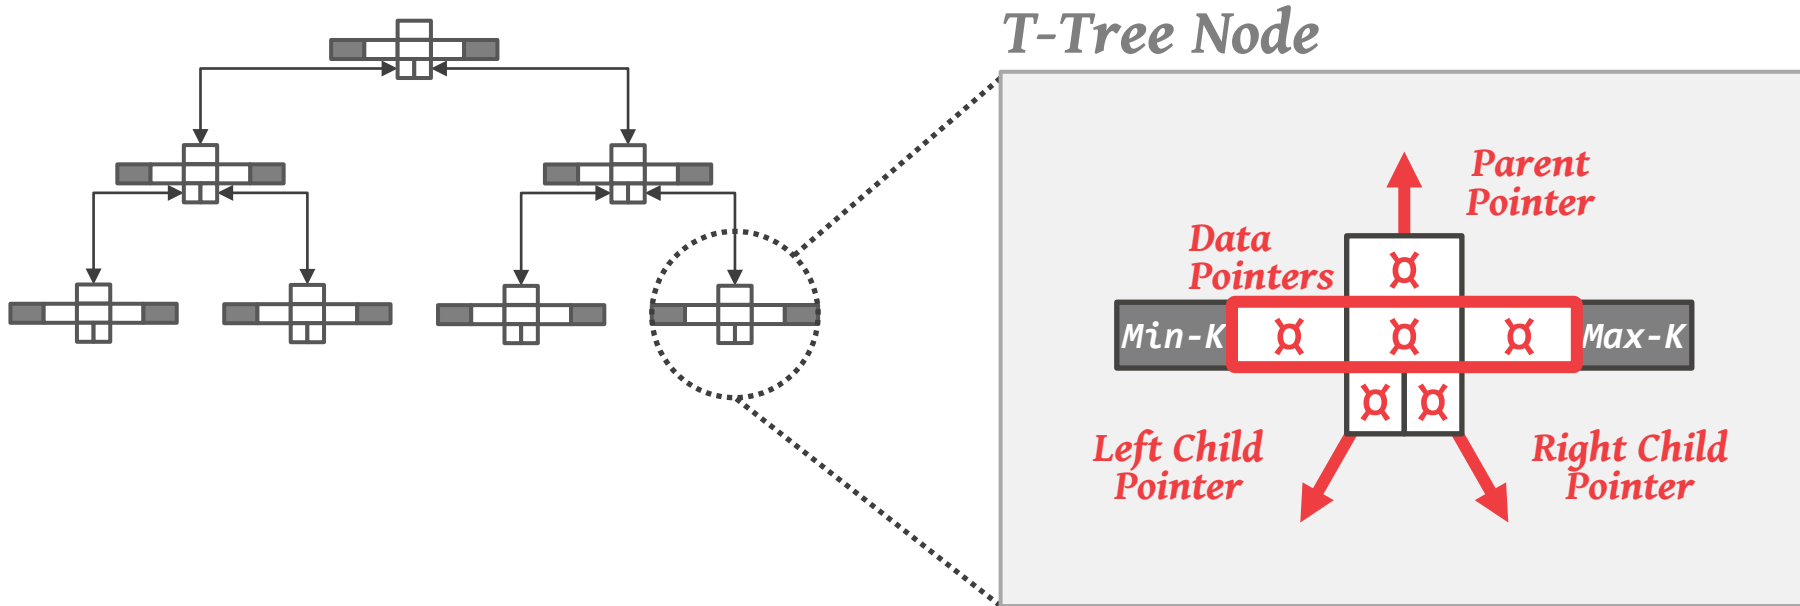 T-Tree Node
Parent
Pointer
Data
Pointers
¤
Min-K
¤
¤
¤
Max-K
¤
¤
Left Child
Pointer
Right Child
Pointer